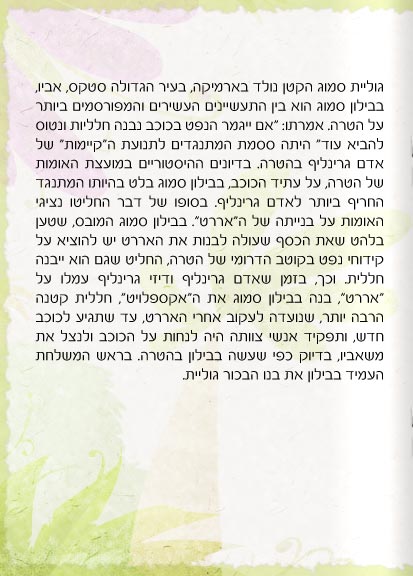 גוליית סמוג הקטן נולד בארמיקה, בעיר הגדולה סטקס, אביו,
בבילון סמוג הוא בין התעשיינים העשירים והמפורסמים ביותר
על הטרה. אמרתו: "אם ייגמר הנפט בכוכב נבנה חלליות ונטוס
להביא עוד" היתה ססמת המתנגדים לתנועת ה"קיימות" של
אדם גרינליף בהטרה. בדיונים ההיסטוריים במועצת האומות
של הטרה, על עתיד הכוכב, בבילון סמוג בלט בהיותו המתנגד
החריף ביותר לאדם גרינליף. בסופו של דבר החליטו נציגי
האומות על בנייתה של ה"אררט". בבילון סמוג המובס, שטען
בלהט שאת הכסף שעולה לבנות את האררט יש להוציא על
קידוחי נפט בקוטב הדרומי של הטרה, החליט שגם הוא ייבנה
חללית. וכך, בזמן שאדם גרינליף ודיזי גרינליף עמלו על
"אררט", בנה בבילון סמוג את ה"אקספלויט", חללית קטנה
הרבה יותר, שנועדה לעקוב אחרי האררט, עד שתגיע לכוכב
חדש, ותפקיד אנשי צוותה היה לנחות על הכוכב ולנצל את
משאביו, בדיוק כפי שעשה בבילון בהטרה. בראש המשלחת
העמיד בבילון את בנו הבכור גוליית.